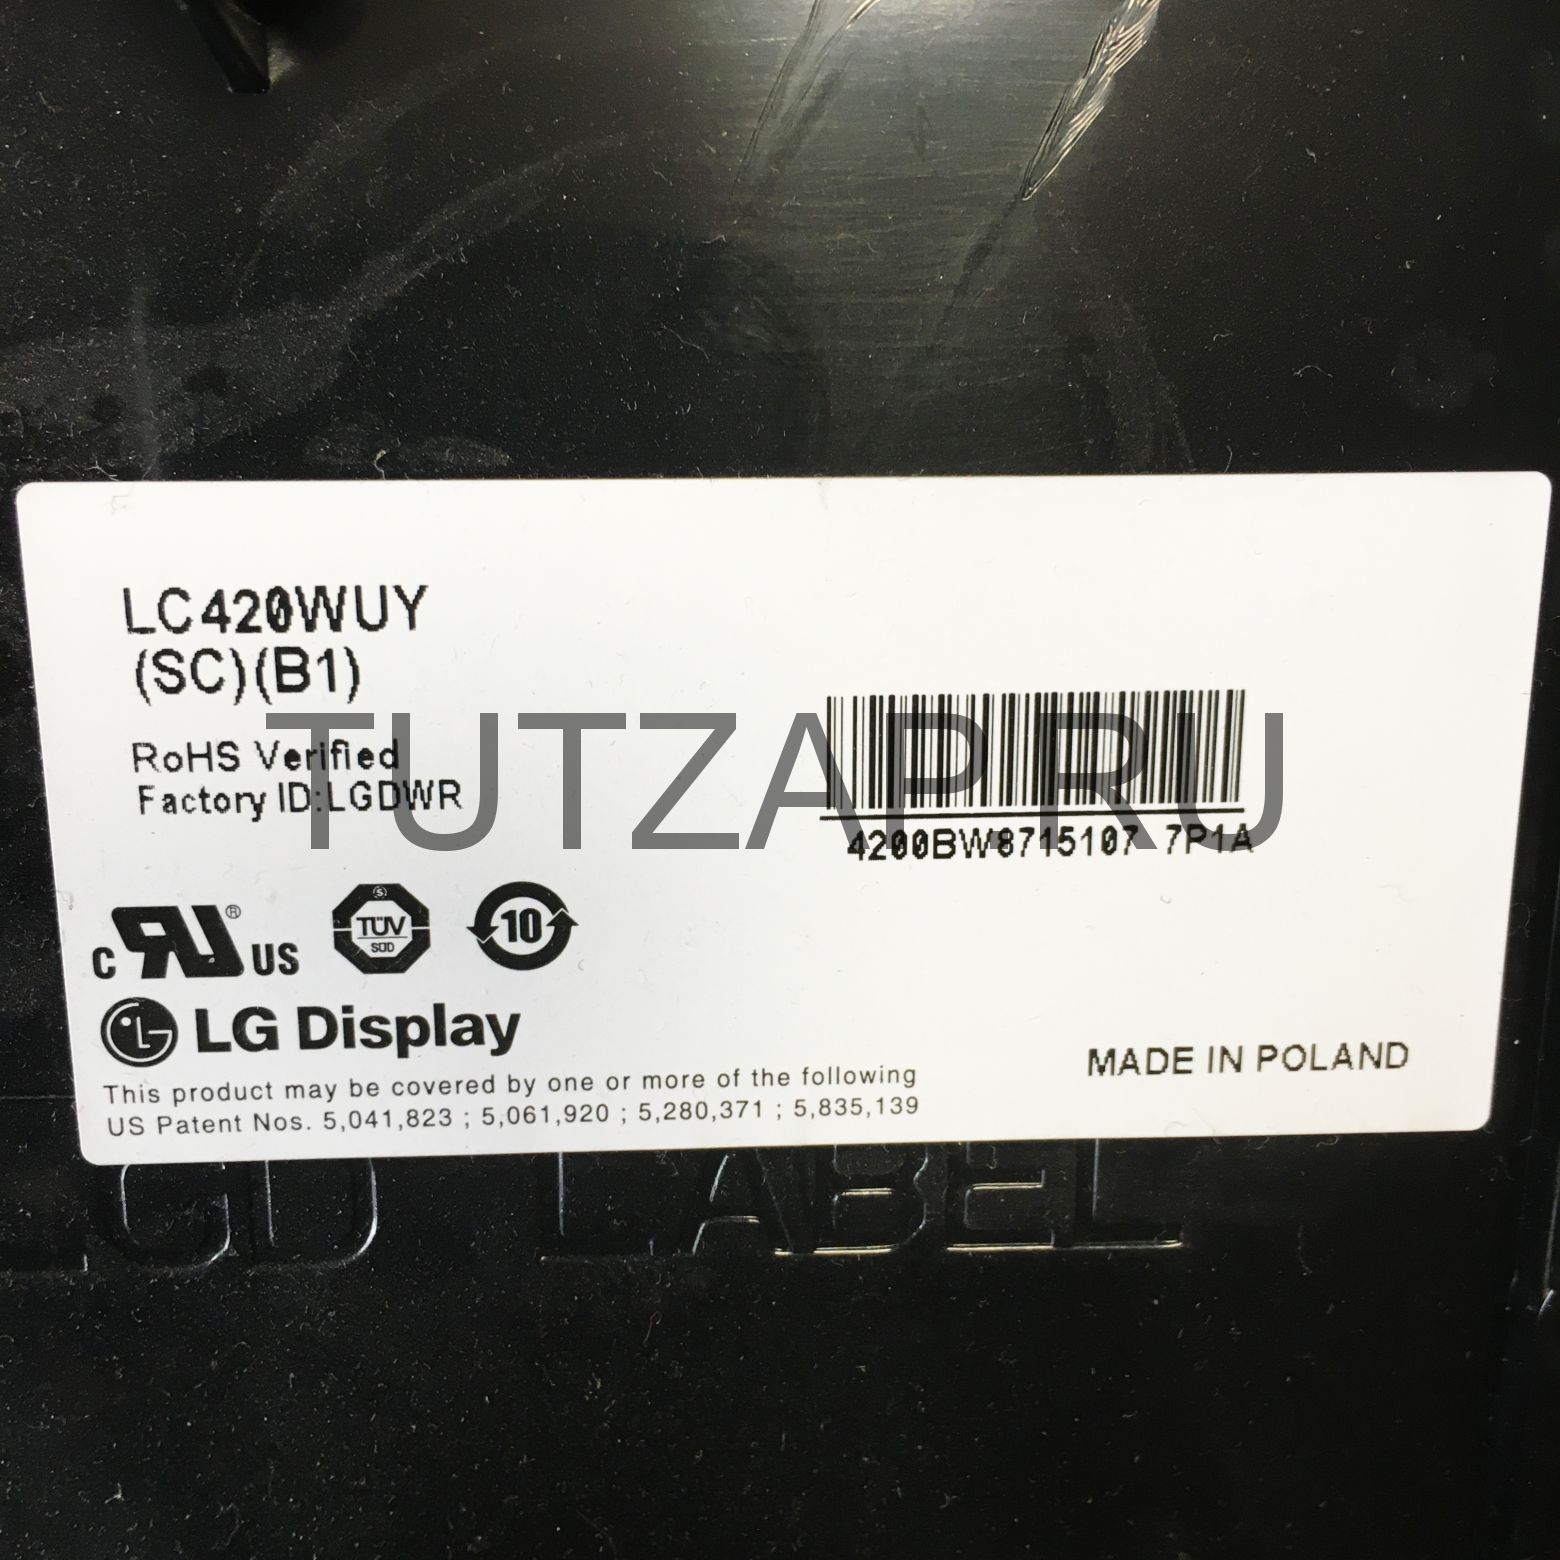 LC420WUY
(SC)(B1)
RoHS Verified
Factory ID:LGDWR
TUTZAP.RU
4200BW8715107 7P1A
c RU ® US
S
TÜV
SÜD
10
LG Display
MADE IN POLAND
This product may be covered by one or more of the following
US Patent Nos. 5,041,823 ; 5,061,920 ; 5,280,371 ; 5,835,139
LGD LABEL